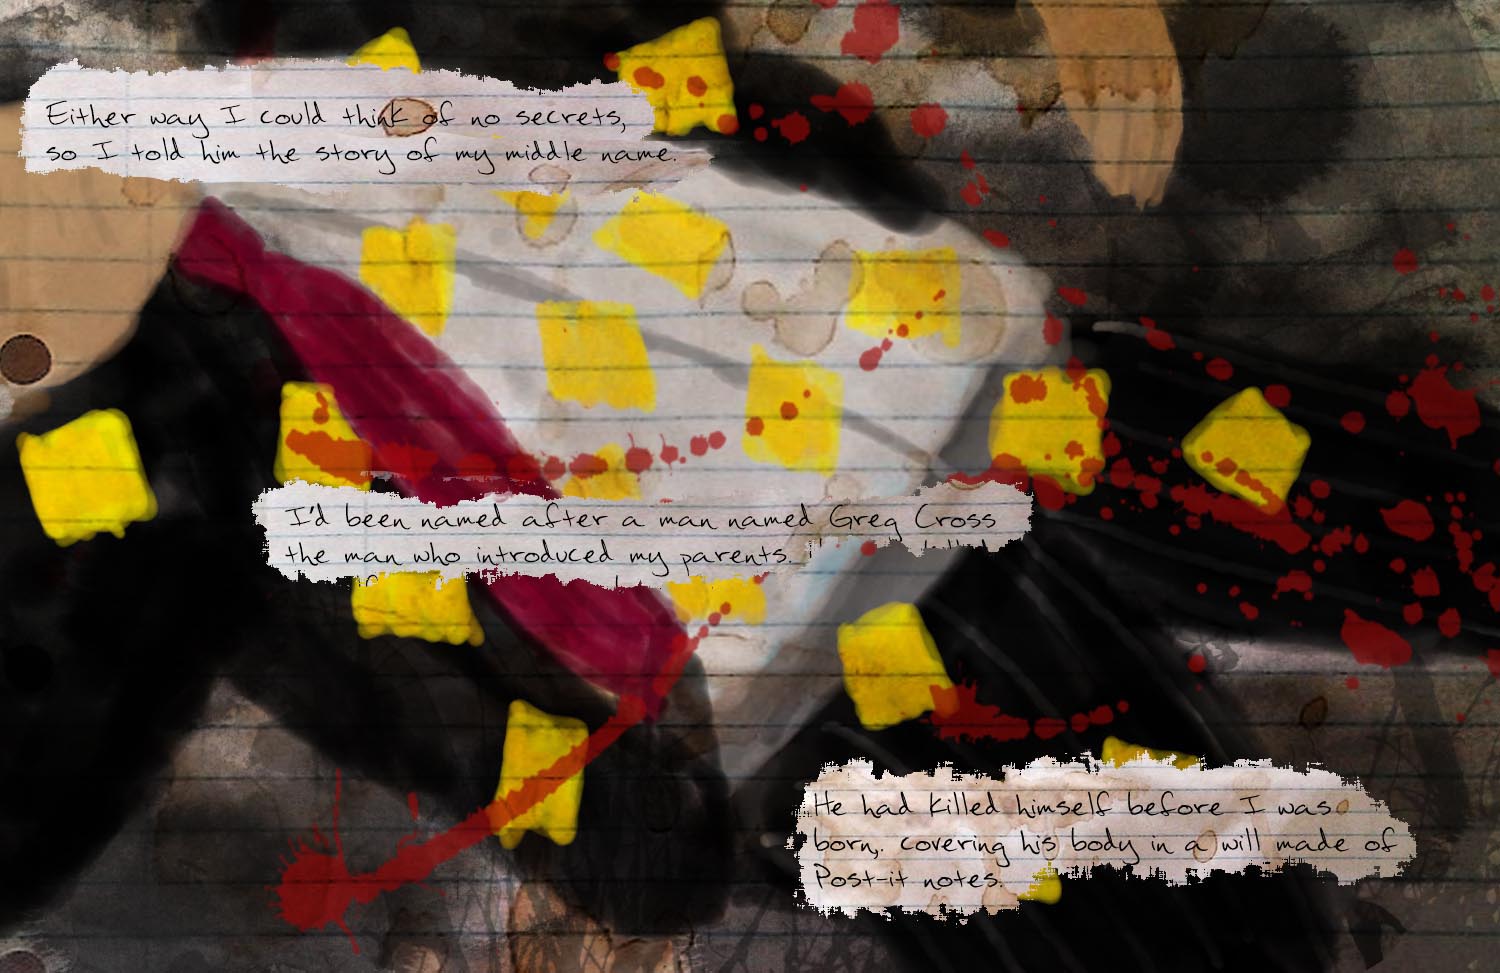 Either way I could think of no secrets,
so I told him the story of my middle name.
I'd been named after a man named Greg Cross
the man who introduced my parents.
He had killed himself before I was
born,. covering his body in a will made of
Post-it notes.